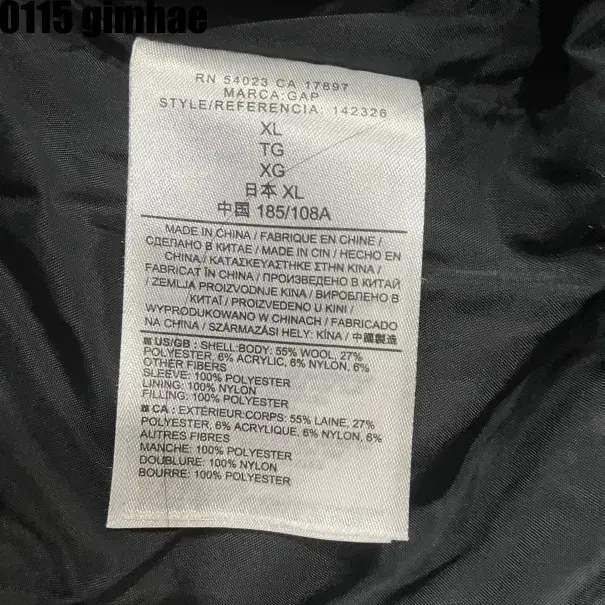 0115 gimhae
RN 54023 CA 17897
MARCA:GAP
STYLE/REFERENCIA: 142326
XL
TG
XG
日本 XL
中国 185/108A
MADE IN CHINA / FABRIQUE EN CHINE /
СДЕЛАНО В КИТАЕ / MADE IN CIN / HECHO EN
CHINA / ΚΑΤΑΣΚΕΥΑΣΤΗΚΕ ΣΤΗΝ ΚΙΝΑ /
FABRICAT ÎN CHINA / ПРОИЗВЕДЕНО В КИТАЙ
/ ZEMLJA PROIZVODNJE KINA / ВИРОБЛЕНО В
КИТАЇ / PROIZVEDENO U KINI /
WYPRODUKOWANO W CHINACH / FABRICADO
NA CHINA / SZÁRMAZÁSI HELY: KÍNA / 中國製造
US/GB : SHELL:BODY: 55% WOOL, 27%
POLYESTER, 6% ACRYLIC, 6% NYLON, 6%
OTHER FIBERS
SLEEVE: 100% POLYESTER
LINING: 100% NYLON
FILLING: 100% POLYESTER
CA : EXTÉRIEUR:CORPS: 55% LAINE, 27%
POLYESTER, 6% ACRYLIQUE, 6% NYLON, 6%
AUTRES FIBRES
MANCHE: 100% POLYESTER
DOUBLURE: 100% NYLON
BOURRE: 100% POLYESTER